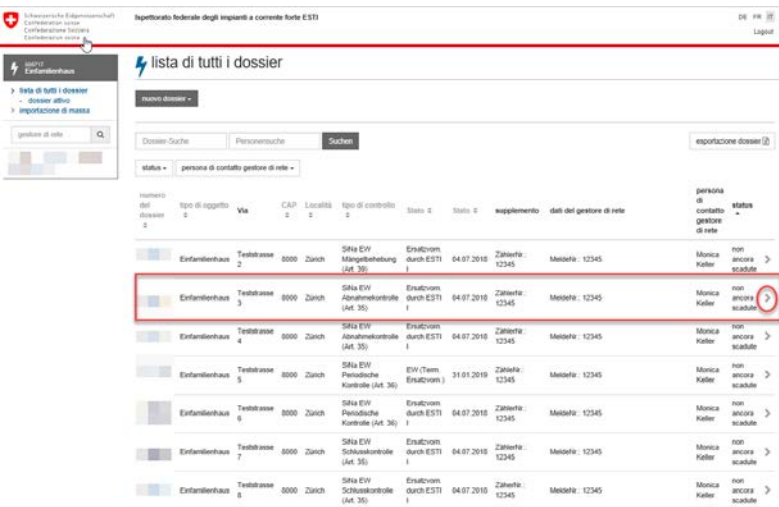 Schweizerische Eidgenossenschaft
Confédération suisse
Confederazione Svizzera
Confederaziun svizra
Ispettorato federale degli impianti a corrente forte ESTI
DE FR IT
Logout
Einfamilienhaus
> lista di tutti i dossier
- dossier attivo
> importazione di massa
gestore di rete
lista di tutti i dossier
nuovo dossier
Dossier-Suche Personensuche Suchen
esportazione dossier
status persona di contatto gestore di rete
numero del dossier tipo di oggetto Via CAP Località tipo di controllo Stato Stato supplemento dati del gestore di rete persona di contatto gestore di rete status
Einfamilienhaus Teststrasse 2 8000 Zürich SiNa EW Mängelbehebung (Art. 39) Ersatzvorn. durch ESTI I 04.07.2018 ZählerNr.: 12345 MeldeNr.: 12345 Monica Keller non ancora scadute >
Einfamilienhaus Teststrasse 3 8000 Zürich SiNa EW Abnahmekontrolle (Art. 35) Ersatzvorn. durch ESTI I 04.07.2018 ZählerNr.: 12345 MeldeNr.: 12345 Monica Keller non ancora scadute >
Einfamilienhaus Teststrasse 4 8000 Zürich SiNa EW Abnahmekontrolle (Art. 35) Ersatzvorn. durch ESTI I 04.07.2018 ZählerNr.: 12345 MeldeNr.: 12345 Monica Keller non ancora scadute >
Einfamilienhaus Teststrasse 5 8000 Zürich SiNa EW Periodische Kontrolle (Art. 36) EW (Term. Ersatzvorn.) 31.01.2019 ZählerNr.: 12345 MeldeNr.: 12345 Monica Keller non ancora scadute >
Einfamilienhaus Teststrasse 6 8000 Zürich SiNa EW Periodische Kontrolle (Art. 36) Ersatzvorn. durch ESTI I 04.07.2018 ZählerNr.: 12345 MeldeNr.: 12345 Monica Keller non ancora scadute >
Einfamilienhaus Teststrasse 7 8000 Zürich SiNa EW Schlusskontrolle (Art. 35) Ersatzvorn. durch ESTI I 04.07.2018 ZählerNr.: 12345 MeldeNr.: 12345 Monica Keller non ancora scadute >
Einfamilienhaus Teststrasse 8 8000 Zürich SiNa EW Schlusskontrolle (Art. 35) Ersatzvorn. durch ESTI I 04.07.2018 ZählerNr.: 12345 MeldeNr.: 12345 Monica Keller non ancora scadute >